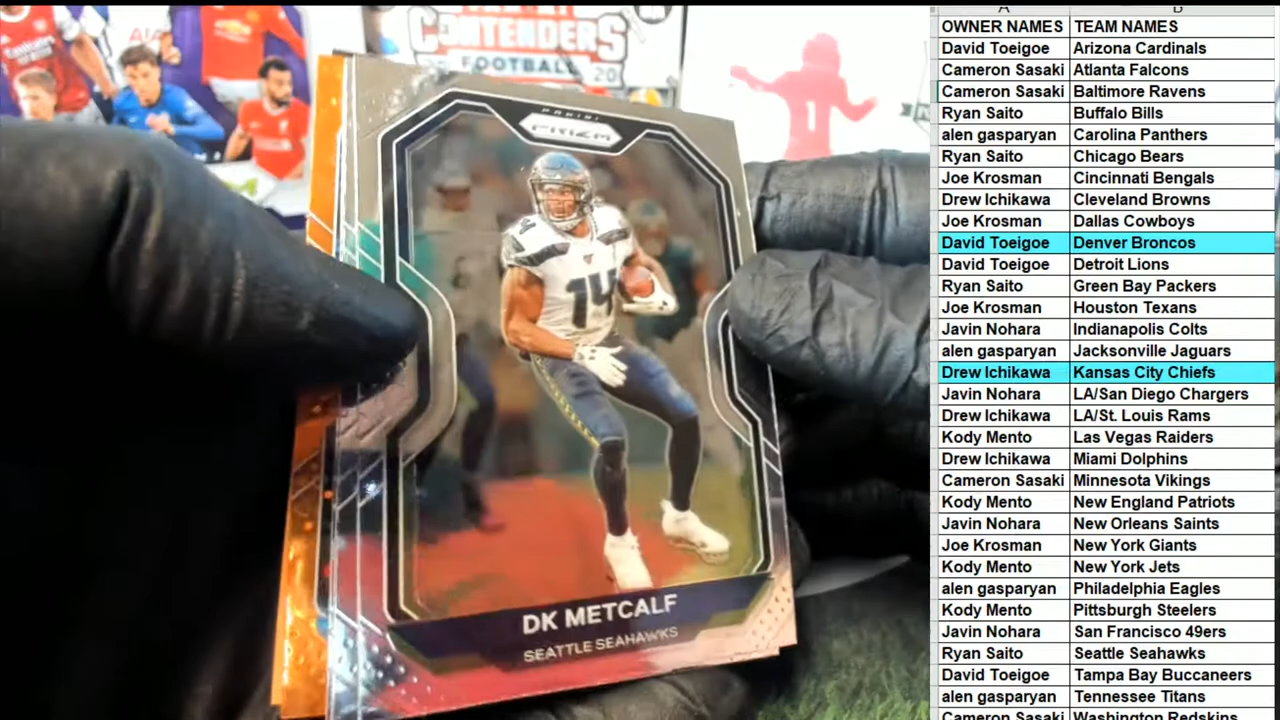 CONTENDERS
FOOTBALL
20 20
PANINI
PRIZM
14
14
DK METCALF
SEATTLE SEAHAWKS
A B
OWNER NAMES TEAM NAMES
David Toeigoe Arizona Cardinals
Cameron Sasaki Atlanta Falcons
Cameron Sasaki Baltimore Ravens
Ryan Saito Buffalo Bills
alen gasparyan Carolina Panthers
Ryan Saito Chicago Bears
Joe Krosman Cincinnati Bengals
Drew Ichikawa Cleveland Browns
Joe Krosman Dallas Cowboys
David Toeigoe Denver Broncos
David Toeigoe Detroit Lions
Ryan Saito Green Bay Packers
Joe Krosman Houston Texans
Javin Nohara Indianapolis Colts
alen gasparyan Jacksonville Jaguars
Drew Ichikawa Kansas City Chiefs
Javin Nohara LA/San Diego Chargers
Drew Ichikawa LA/St. Louis Rams
Kody Mento Las Vegas Raiders
Drew Ichikawa Miami Dolphins
Cameron Sasaki Minnesota Vikings
Kody Mento New England Patriots
Javin Nohara New Orleans Saints
Joe Krosman New York Giants
Kody Mento New York Jets
alen gasparyan Philadelphia Eagles
Kody Mento Pittsburgh Steelers
Javin Nohara San Francisco 49ers
Ryan Saito Seattle Seahawks
David Toeigoe Tampa Bay Buccaneers
alen gasparyan Tennessee Titans
Cameron Sasaki Washington Redskins